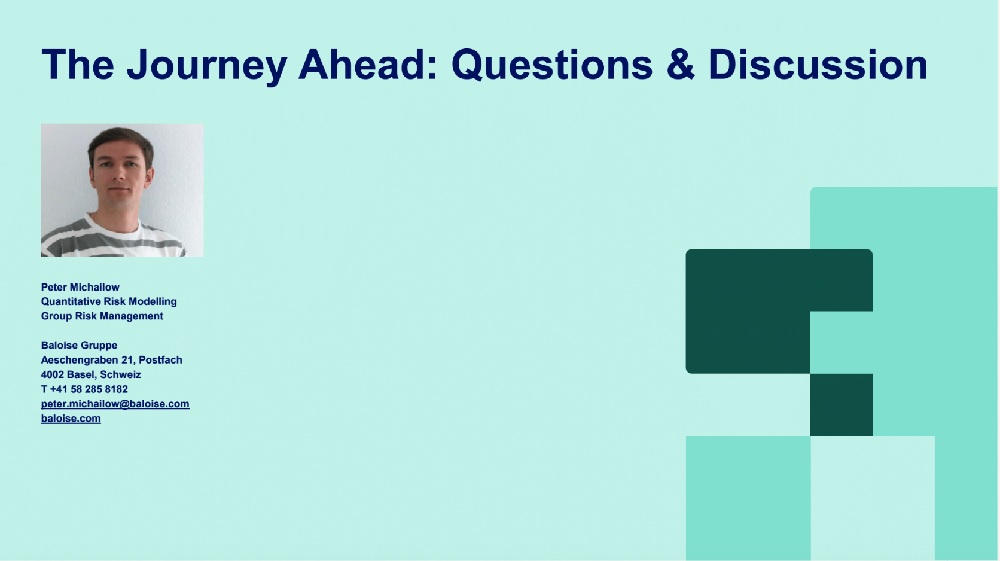 The Journey Ahead: Questions & Discussion
Peter Michailow
Quantitative Risk Modelling
Group Risk Management
Baloise Gruppe
Aeschengraben 21, Postfach
4002 Basel, Schweiz
T +41 58 285 8182
peter.michailow@baloise.com
baloise.com